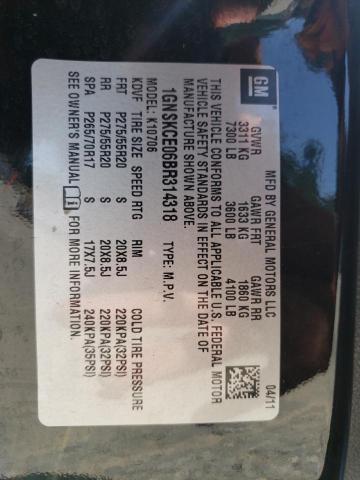 GM
MFD BY GENERAL MOTORS LLC 04/11
GVWR GAWR FRT GAWR RR
3311 KG 1633 KG 1860 KG
7300 LB 3600 LB 4100 LB
THIS VEHICLE CONFORMS TO ALL APPLICABLE U.S. FEDERAL MOTOR
VEHICLE SAFETY STANDARDS IN EFFECT ON THE DATE OF
MANUFACTURE SHOWN ABOVE.
1GNSKCE06BR314318 TYPE: M.P.V.
MODEL: K10706
KDVF TIRE SIZE SPEED RTG RIM COLD TIRE PRESSURE
FRT P275/55R20 S 20X8.5J 220KPA(32PSI)
RR P275/55R20 S 20X8.5J 220KPA(32PSI)
SPA P265/70R17 S 17X7.5J 240KPA(35PSI)
SEE OWNER'S MANUAL FOR MORE INFORMATION.